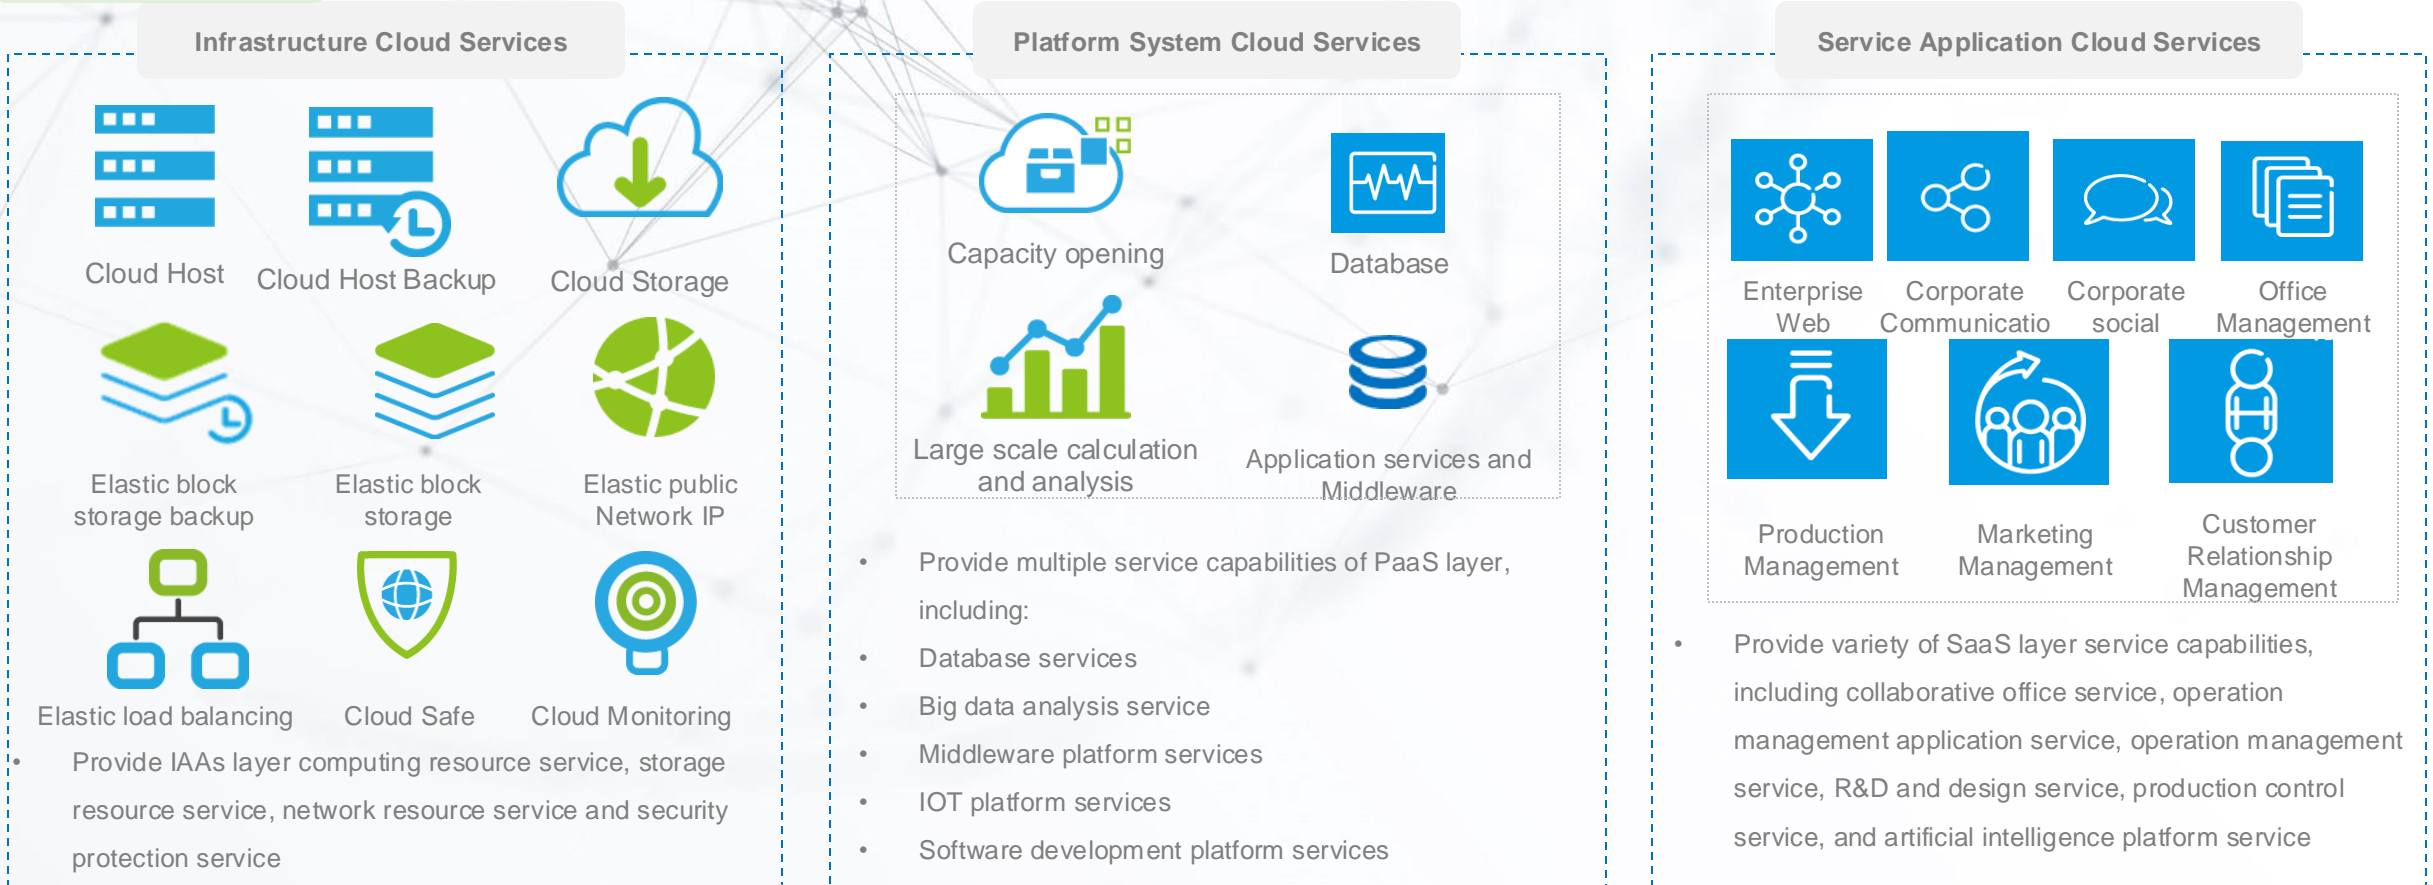 Infrastructure Cloud Services
Cloud Host
Cloud Host Backup
Cloud Storage
Elastic block
storage backup
Elastic block
storage
Elastic public
Network IP
Elastic load balancing
Cloud Safe
Cloud Monitoring
• Provide IAAs layer computing resource service, storage
resource service, network resource service and security
protection service
Platform System Cloud Services
Capacity opening
Database
Large scale calculation
and analysis
Application services and
Middleware
• Provide multiple service capabilities of PaaS layer,
including:
• Database services
• Big data analysis service
• Middleware platform services
• IOT platform services
• Software development platform services
Service Application Cloud Services
Enterprise
Web
Corporate
Communicatio
Corporate
social
Office
Management
Production
Management
Marketing
Management
Customer
Relationship
Management
• Provide variety of SaaS layer service capabilities,
including collaborative office service, operation
management application service, operation management
service, R&D and design service, production control
service, and artificial intelligence platform service